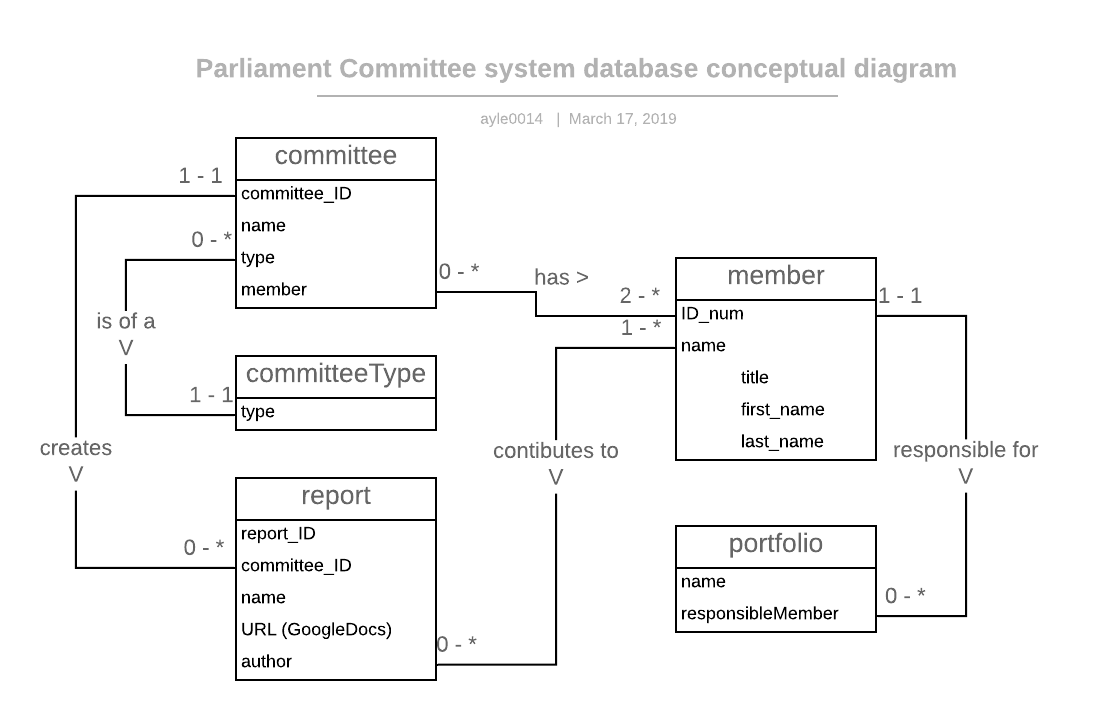 Parliament Committee system database conceptual diagram
ayle0014 | March 17, 2019
committee
1 - 1
committee_ID
name
0 - *
type
member
0 - *
has >
2 - *
is of a
V
committeeType
1 - 1
type
member
1 - 1
ID_num
1 - *
name
title
first_name
last_name
creates
V
contibutes to
V
responsible for
V
report
report_ID
0 - *
committee_ID
name
URL (GoogleDocs)
author
0 - *
portfolio
name
0 - *
responsibleMember